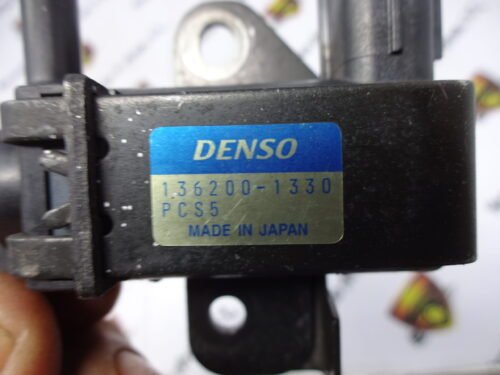 DENSO
136200-1330
PCS5
MADE IN JAPAN